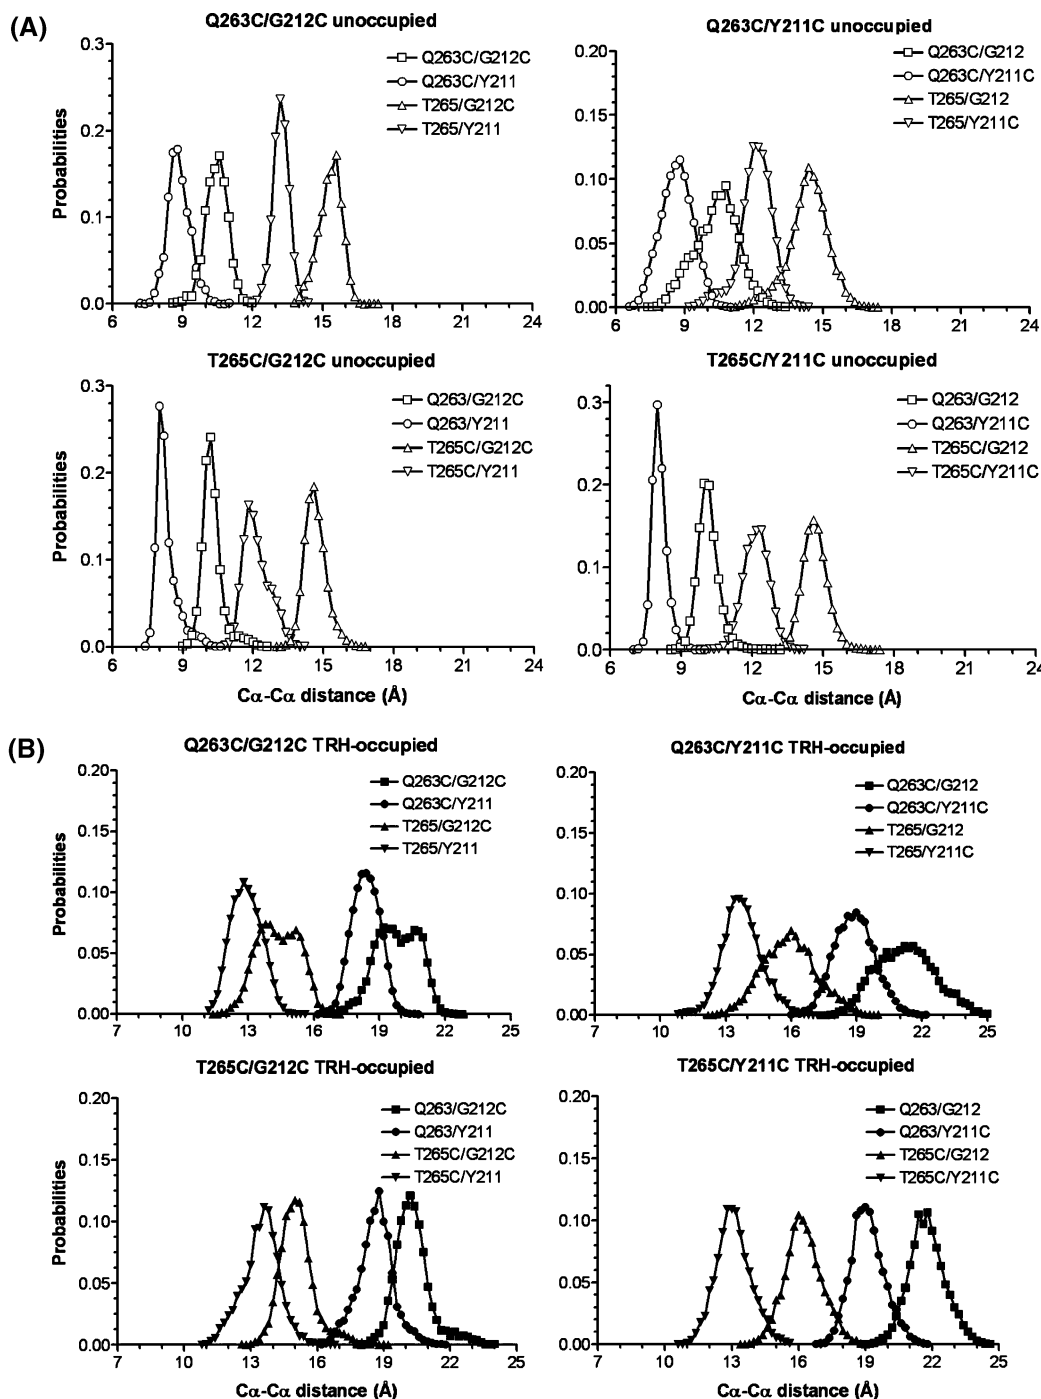 (A)
Q263C/G212C unoccupied
Q263C/G212C
Q263C/Y211
T265/G212C
T265/Y211
Probabilities
0.3
0.2
0.1
0.0
6 9 12 15 18 21 24
Q263C/Y211C unoccupied
Q263C/G212
Q263C/Y211C
T265/G212
T265/Y211C
0.20
0.15
0.10
0.05
0.00
6 9 12 15 18 21 24
T265C/G212C unoccupied
Q263/G212C
Q263/Y211
T265C/G212C
T265C/Y211
Probabilities
0.3
0.2
0.1
0.0
6 9 12 15 18 21 24
Cα-Cα distance (Å)
T265C/Y211C unoccupied
Q263/G212
Q263/Y211C
T265C/G212
T265C/Y211C
0.3
0.2
0.1
0.0
6 9 12 15 18 21 24
Cα-Cα distance (Å)
(B)
Q263C/G212C TRH-occupied
Q263C/G212C
Q263C/Y211
T265/G212C
T265/Y211
Probabilities
0.20
0.15
0.10
0.05
0.00
7 10 13 16 19 22 25
Q263C/Y211C TRH-occupied
Q263C/G212
Q263C/Y211C
T265/G212
T265/Y211C
0.20
0.15
0.10
0.05
0.00
7 10 13 16 19 22 25
T265C/G212C TRH-occupied
Q263/G212C
Q263/Y211
T265C/G212C
T265C/Y211
Probabilities
0.20
0.15
0.10
0.05
0.00
7 10 13 16 19 22 25
Cα-Cα distance (Å)
T265C/Y211C TRH-occupied
Q263/G212
Q263/Y211C
T265C/G212
T265C/Y211C
0.20
0.15
0.10
0.05
0.00
7 10 13 16 19 22 25
Cα-Cα distance (Å)